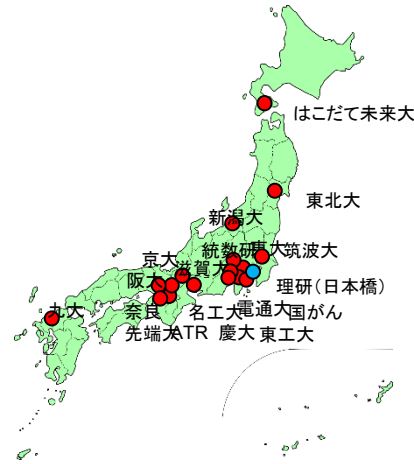 はこだて未来大
東北大
新潟大
京大
統数研
東大
筑波大
滋賀大
阪大
理研（日本橋）
九大
奈良
先端大
名工大
電通大
国がん
ATR
慶大
東工大